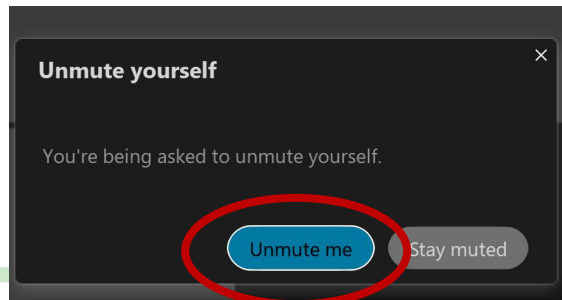 Unmute yourself
You're being asked to unmute yourself.
Unmute me
Stay muted